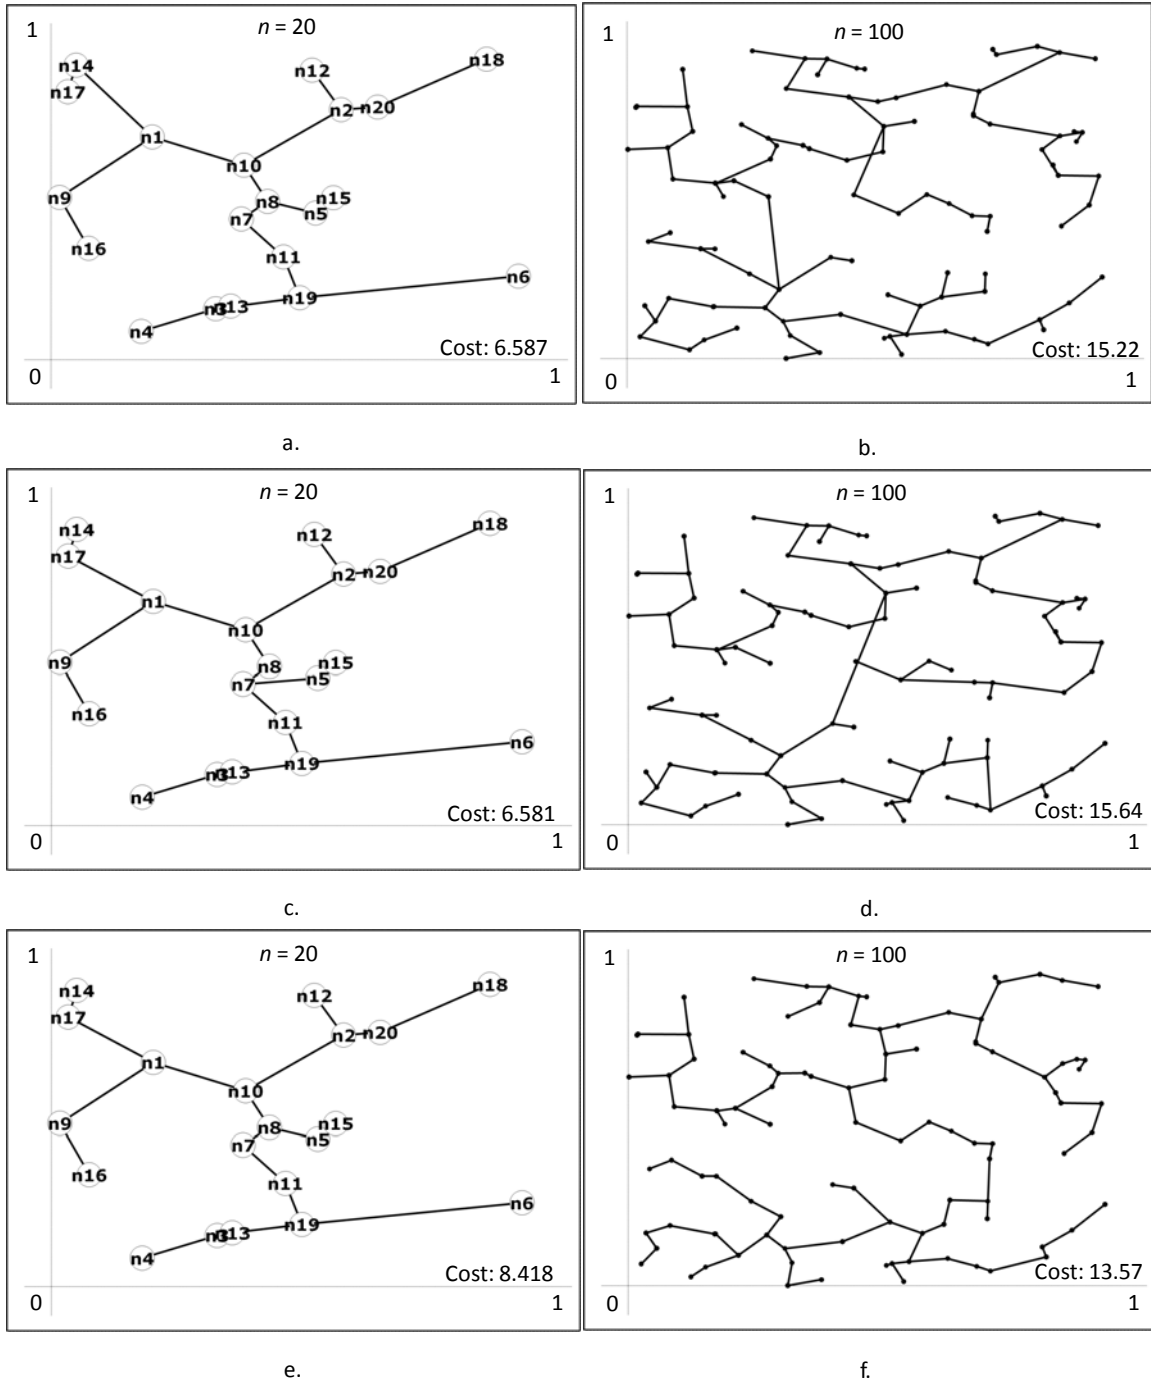 1
n = 20
n14
n17
n12
n18
n2
n20
n1
n10
n9
n8
n15
n5
n7
n16
n11
n6
n19
n3
n13
n4
Cost: 6.587
0
1
a.
1
n = 100
Cost: 15.22
0
1
b.
1
n = 20
n14
n17
n12
n18
n2
n20
n1
n10
n9
n8
n15
n5
n7
n16
n11
n6
n19
n3
n13
n4
Cost: 6.581
0
1
c.
1
n = 100
Cost: 15.64
0
1
d.
1
n = 20
n14
n17
n12
n18
n2
n20
n1
n10
n9
n8
n15
n5
n7
n16
n11
n6
n19
n3
n13
n4
Cost: 8.418
0
1
e.
1
n = 100
Cost: 13.57
0
1
f.